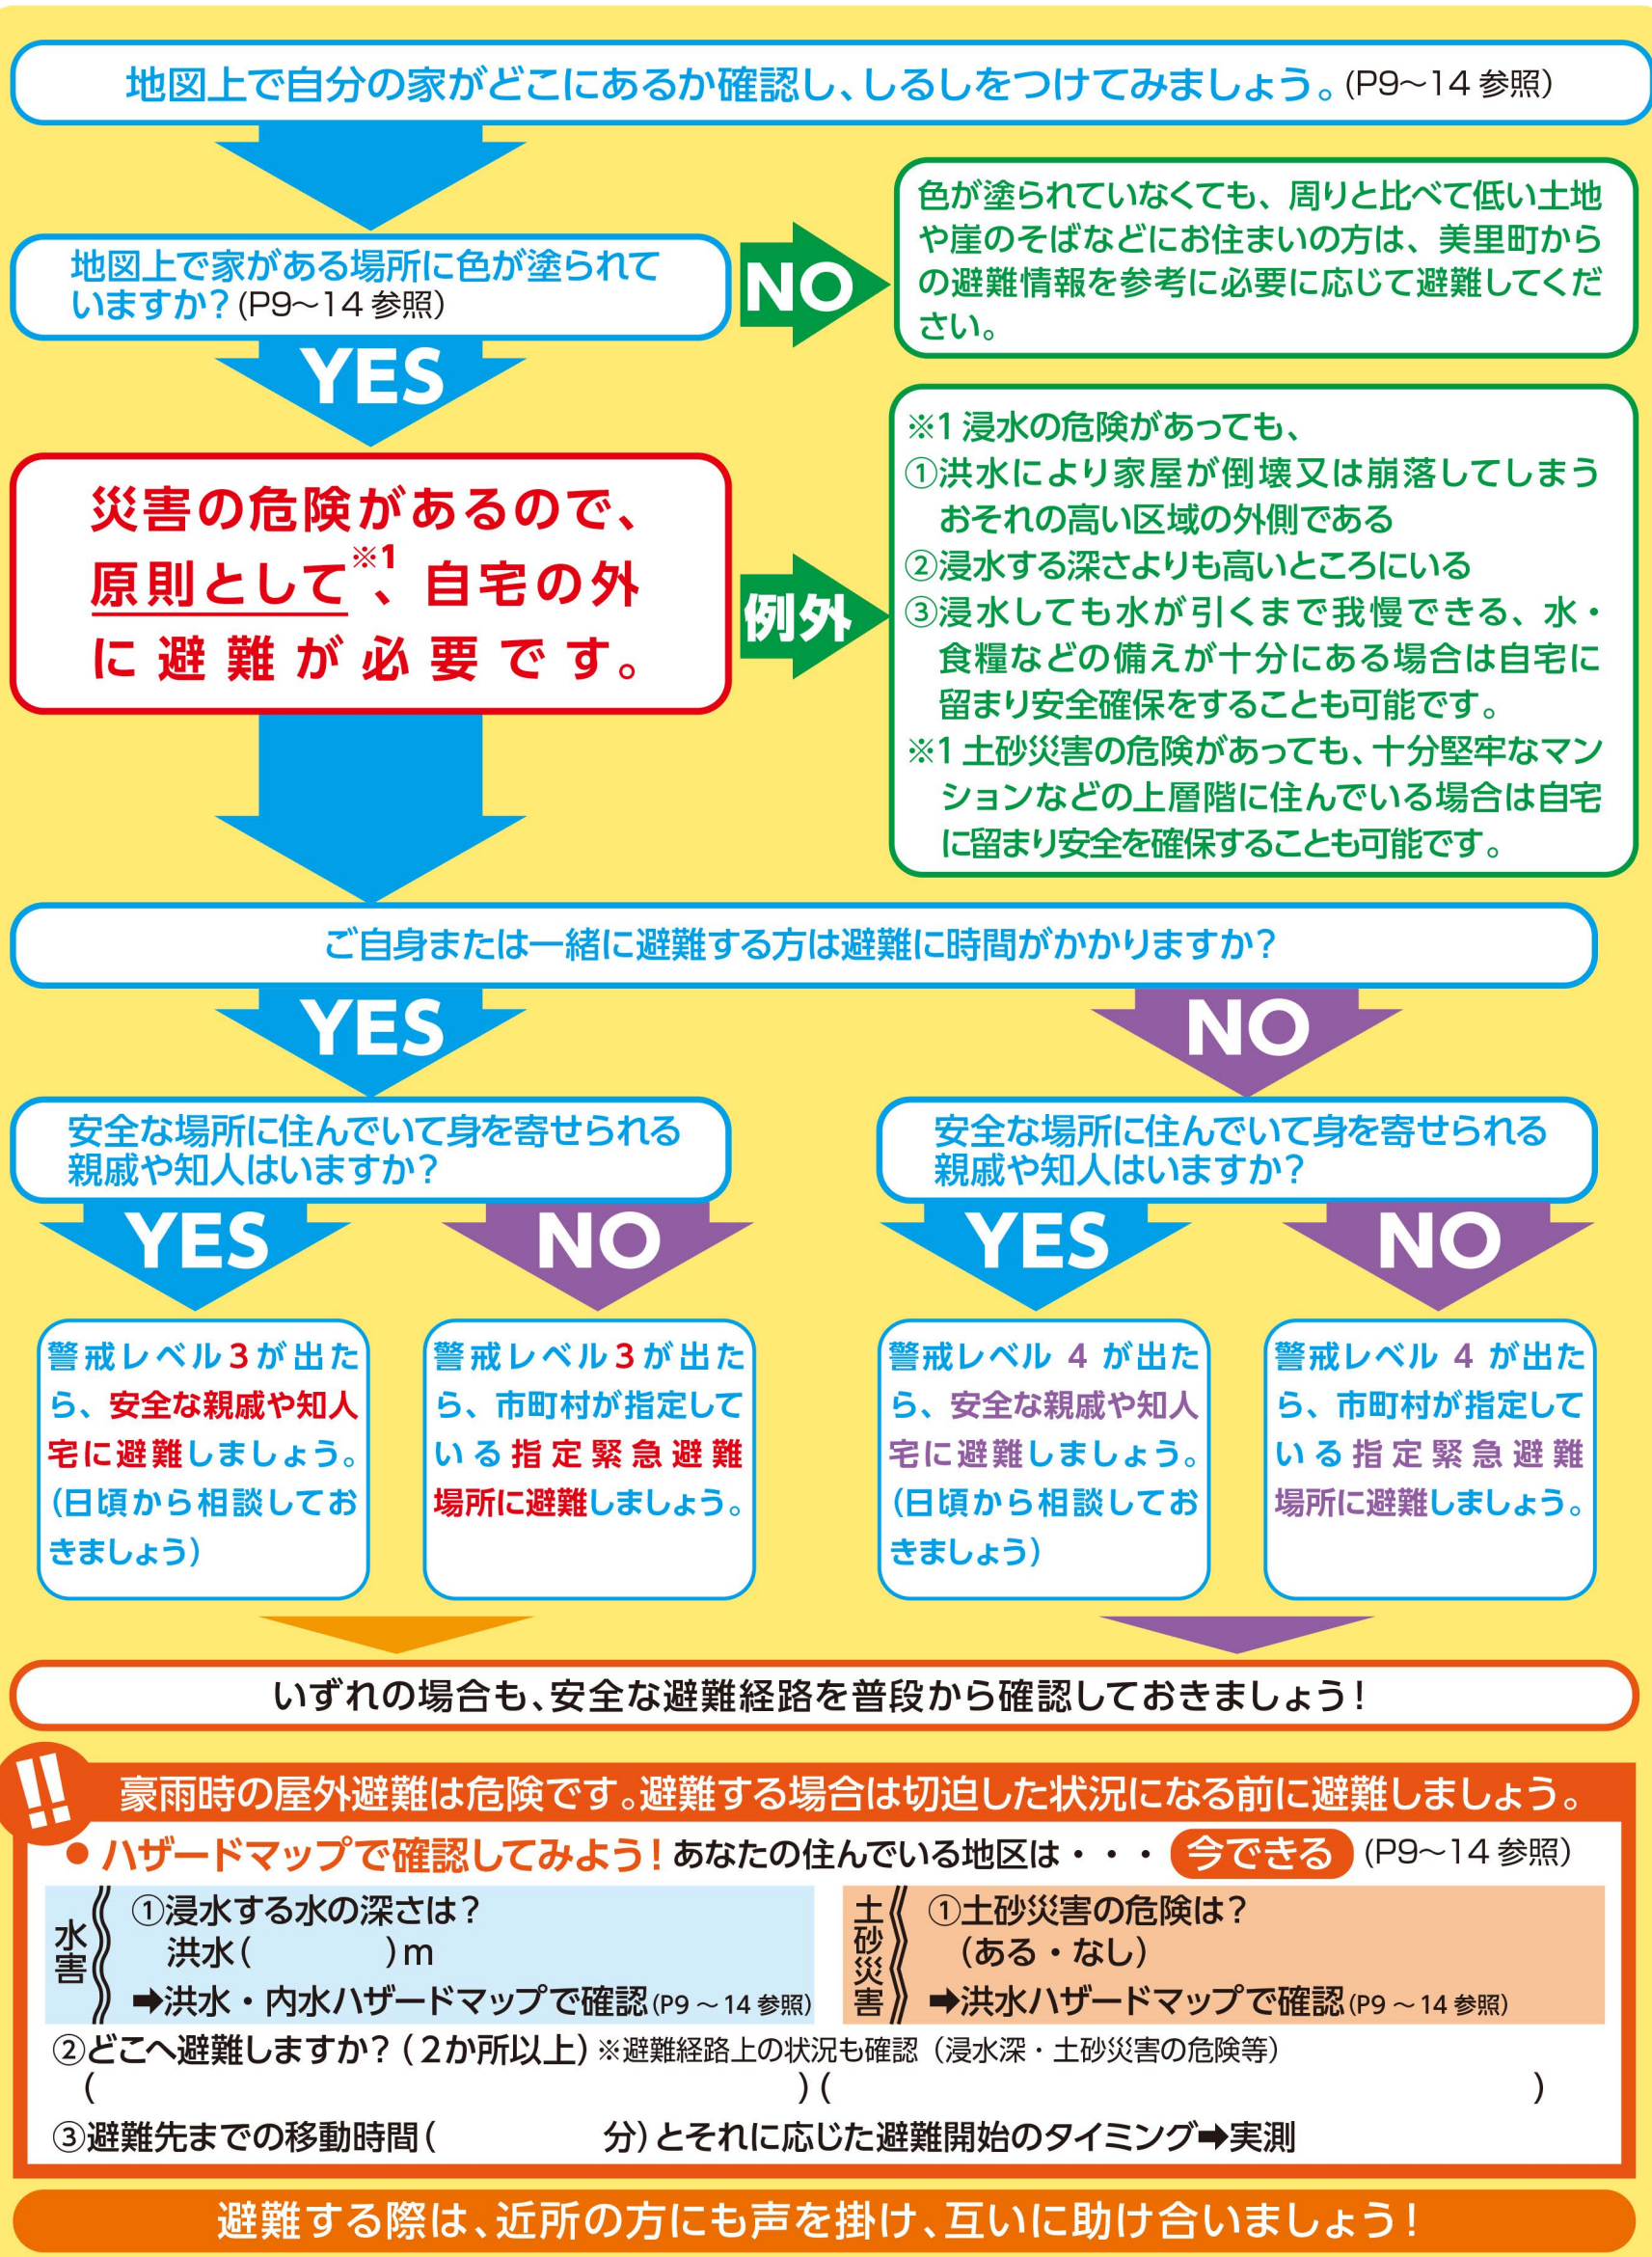 地図上で自分の家がどこにあるか確認し、しるしをつけてみましょう。(P9〜14 参照)
地図上で家がある場所に色が塗られて
いますか?(P9〜14 参照)
NO
色が塗られていなくても、周りと比べて低い土地
や崖のそばなどにお住まいの方は、美里町から
の避難情報を参考に必要に応じて避難してくだ
さい。
YES
災害の危険があるので、
原則として※1、自宅の外
に避難が必要です。
例外
※1 浸水の危険があっても、
①洪水により家屋が倒壊又は崩落してしまう
おそれの高い区域の外側である
②浸水する深さよりも高いところにいる
③浸水しても水が引くまで我慢できる、水・
食糧などの備えが十分にある場合は自宅に
留まり安全確保をすることも可能です。
※1 土砂災害の危険があっても、十分堅牢なマン
ションなどの上層階に住んでいる場合は自宅
に留まり安全を確保することも可能です。
ご自身または一緒に避難する方は避難に時間がかかりますか?
YES
NO
安全な場所に住んでいて身を寄せられる
親戚や知人はいますか?
安全な場所に住んでいて身を寄せられる
親戚や知人はいますか?
YES
NO
YES
NO
警戒レベル3が出た
ら、安全な親戚や知人
宅に避難しましょう。
(日頃から相談してお
きましょう)
警戒レベル3が出た
ら、市町村が指定して
いる指定緊急避難
場所に避難しましょう。
警戒レベル 4 が出た
ら、安全な親戚や知人
宅に避難しましょう。
(日頃から相談してお
きましょう)
警戒レベル 4 が出た
ら、市町村が指定して
いる指定緊急避難
場所に避難しましょう。
いずれの場合も、安全な避難経路を普段から確認しておきましょう!
!!
豪雨時の屋外避難は危険です。避難する場合は切迫した状況になる前に避難しましょう。
● ハザードマップで確認してみよう!あなたの住んでいる地区は・・・ 今できる (P9〜14 参照)
水害
①浸水する水の深さは?
洪水(　　　　)m
➡洪水・内水ハザードマップで確認(P9 〜 14 参照)
土砂災害
①土砂災害の危険は?
(ある・なし)
➡洪水ハザードマップで確認(P9 〜 14 参照)
②どこへ避難しますか?(2か所以上)※避難経路上の状況も確認(浸水深・土砂災害の危険等)
(　　　　　　　　)(　　　　　　　　)
③避難先までの移動時間(　　　　分)とそれに応じた避難開始のタイミング➡実測
避難する際は、近所の方にも声を掛け、互いに助け合いましょう!